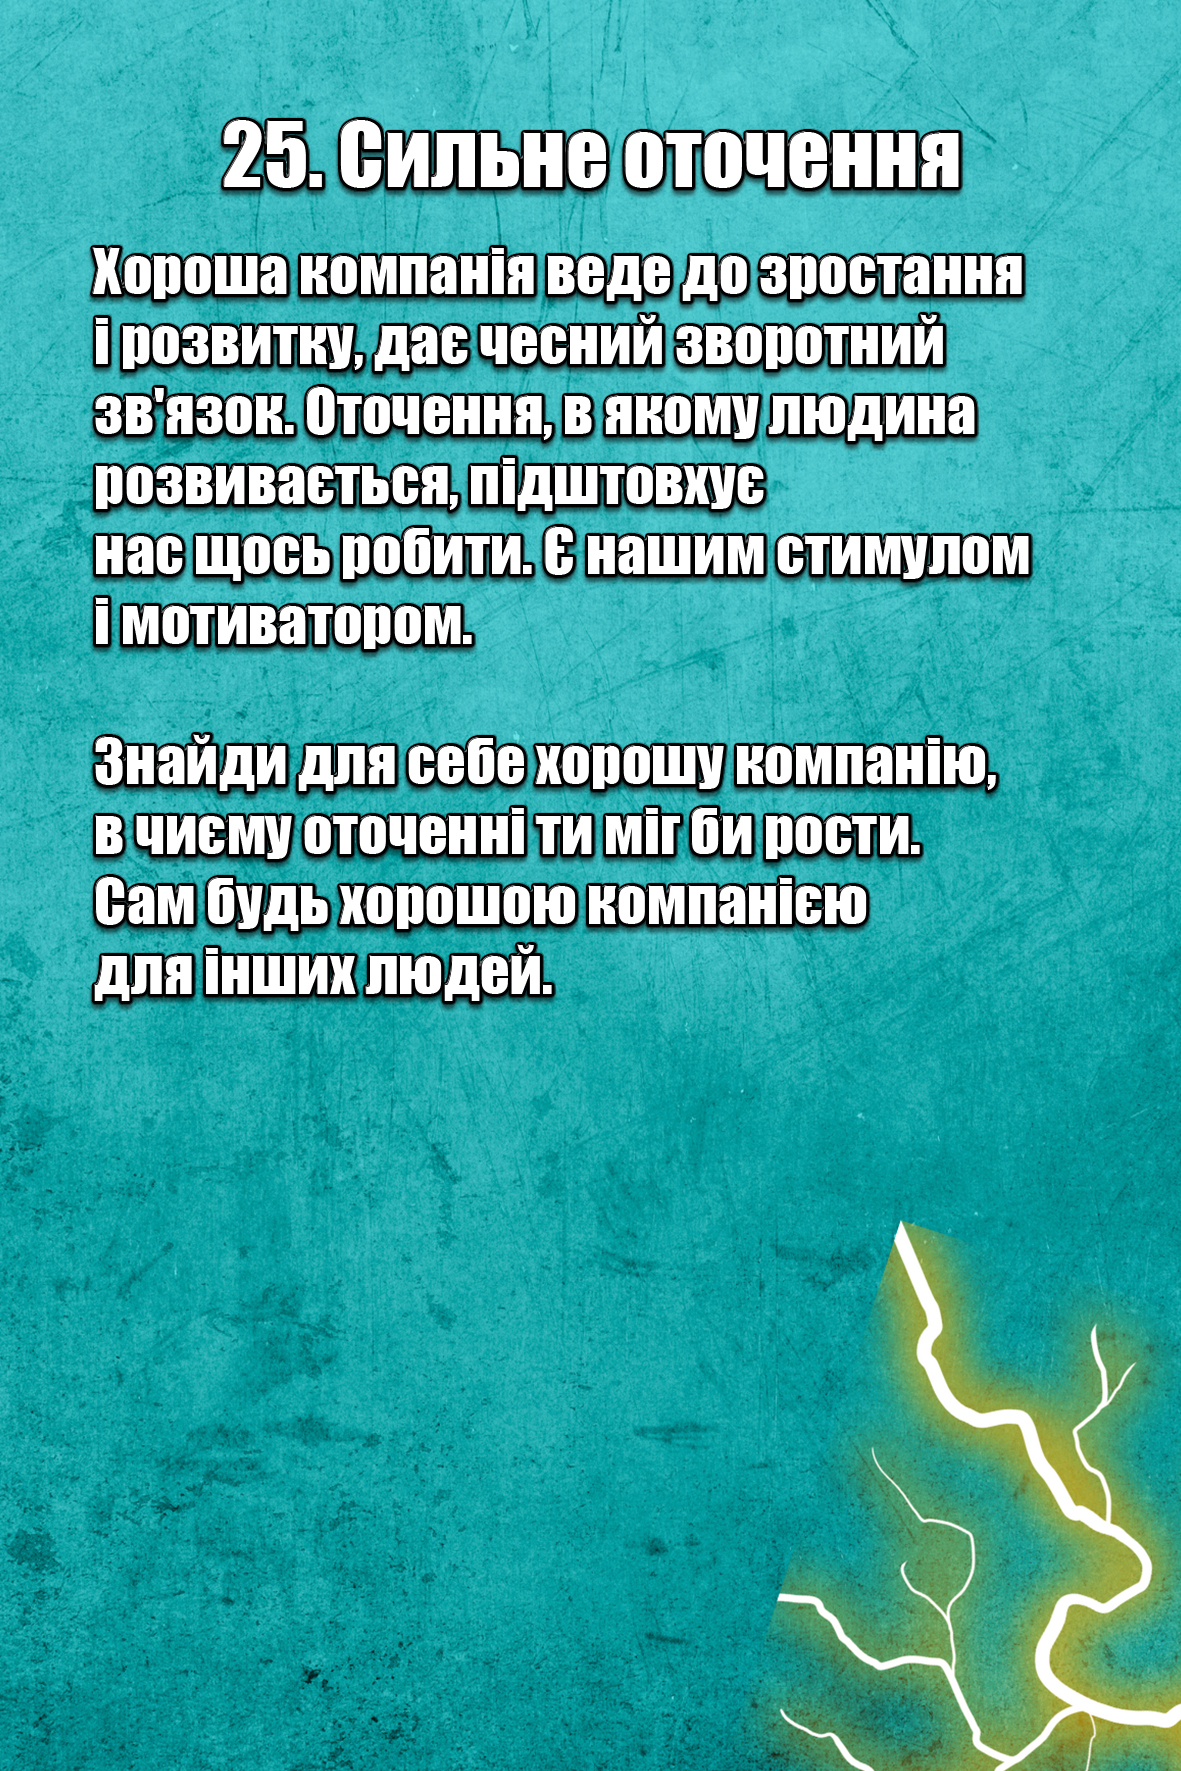 25. Сильне оточення
Хороша компанія веде до зростання
і розвитку, дає чесний зворотний
зв'язок. Оточення, в якому людина
розвивається, підштовхує
нас щось робити. Є нашим стимулом
і мотиватором.
Знайди для себе хорошу компанію,
в чиєму оточенні ти міг би рости.
Сам будь хорошою компанією
для інших людей.